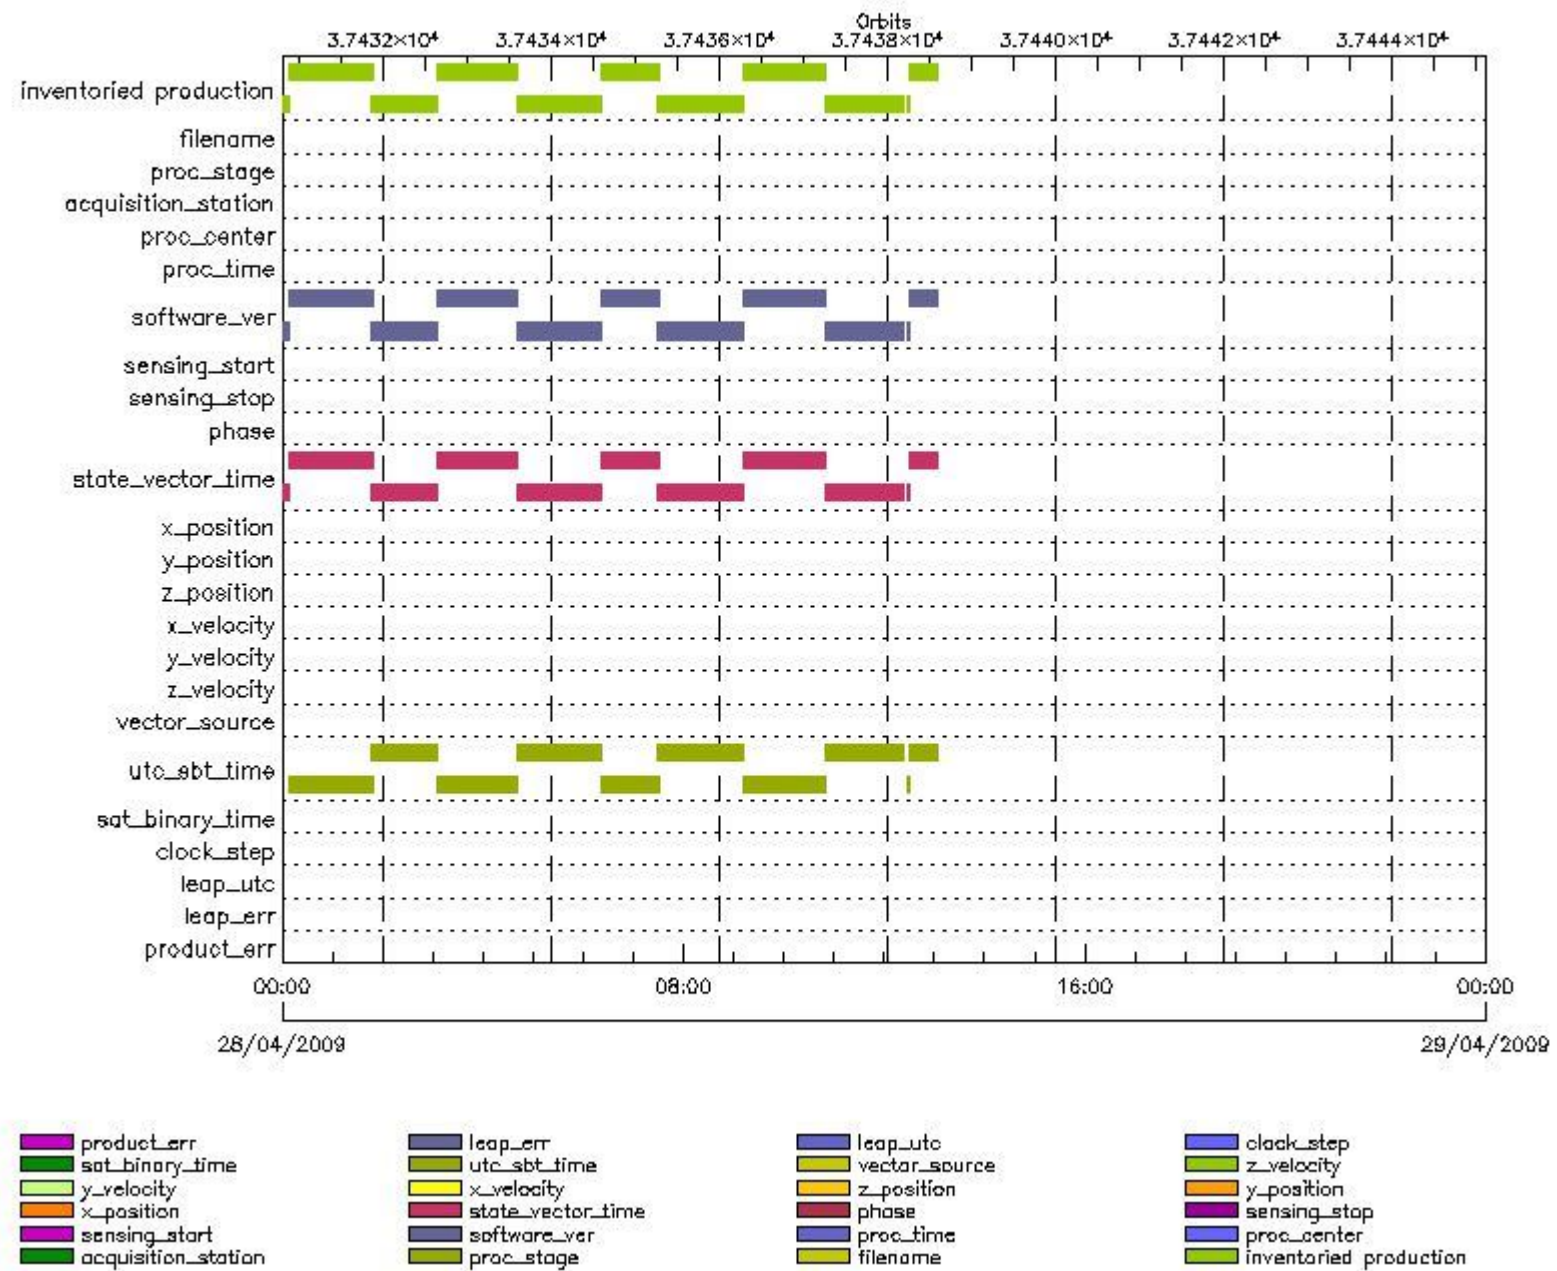 Orbits
3.7432×10⁴ 3.7434×10⁴ 3.7436×10⁴ 3.7438×10⁴ 3.7440×10⁴ 3.7442×10⁴ 3.7444×10⁴
inventoried production
filename
proc_stage
acquisition_station
proc_center
proc_time
software_ver
sensing_start
sensing_stop
phase
state_vector_time
x_position
y_position
z_position
x_velocity
y_velocity
z_velocity
vector_source
utc_sbt_time
sat_binary_time
clock_step
leap_utc
leap_err
product_err
00:00 08:00 16:00 00:00
28/04/2009 29/04/2009
product_err leap_err leap_utc clock_step
sat_binary_time utc_sbt_time vector_source z_velocity
y_velocity x_velocity z_position y_position
x_position state_vector_time phase sensing_stop
sensing_start software_ver proc_time proc_center
acquisition_station proc_stage filename inventoried production